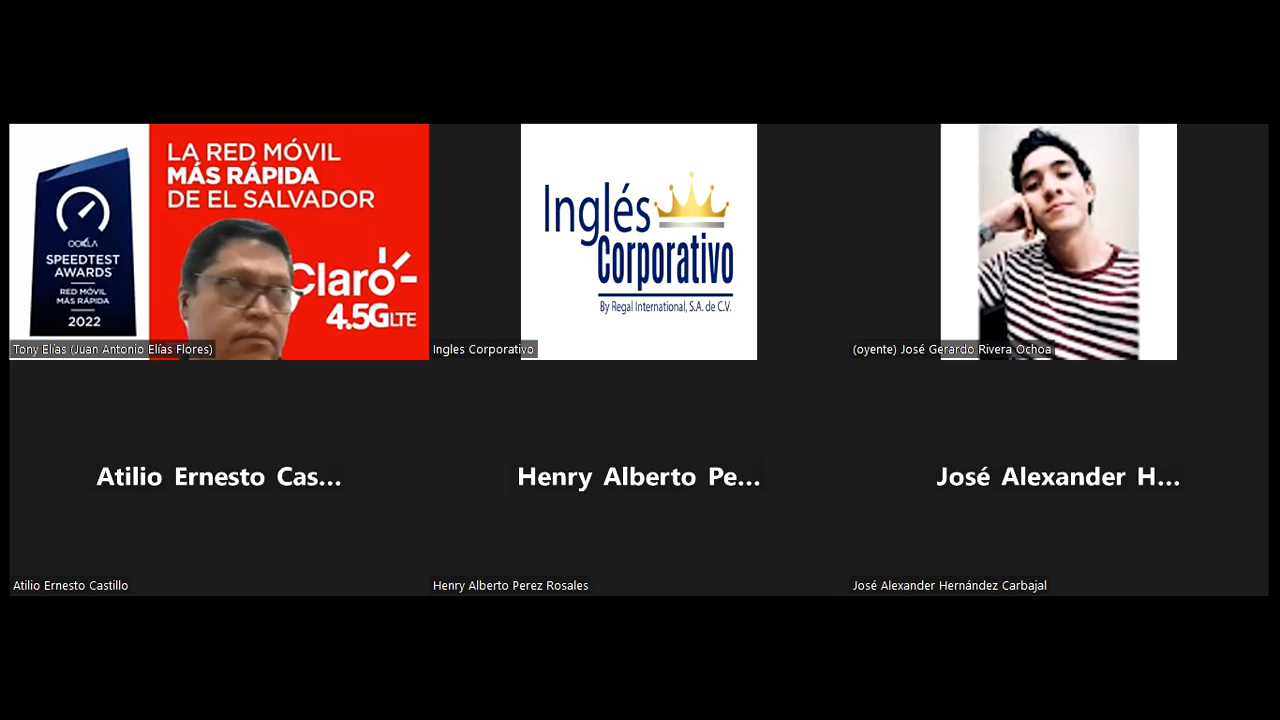 LA RED MÓVIL
MÁS RÁPIDA
DE EL SALVADOR
OOKLA
SPEEDTEST
AWARDS
RED MÓVIL
MÁS RÁPIDA
2022
Claro
4.5G LTE
Tony Elías (Juan Antonio Elías Flores)
Inglés
Corporativo
By Regal International, S.A. de C.V.
Ingles Corporativo
(oyente) José Gerardo Rivera Ochoa
Atilio Ernesto Cas...
Atilio Ernesto Castillo
Henry Alberto Pe...
Henry Alberto Perez Rosales
José Alexander H...
José Alexander Hernández Carbajal